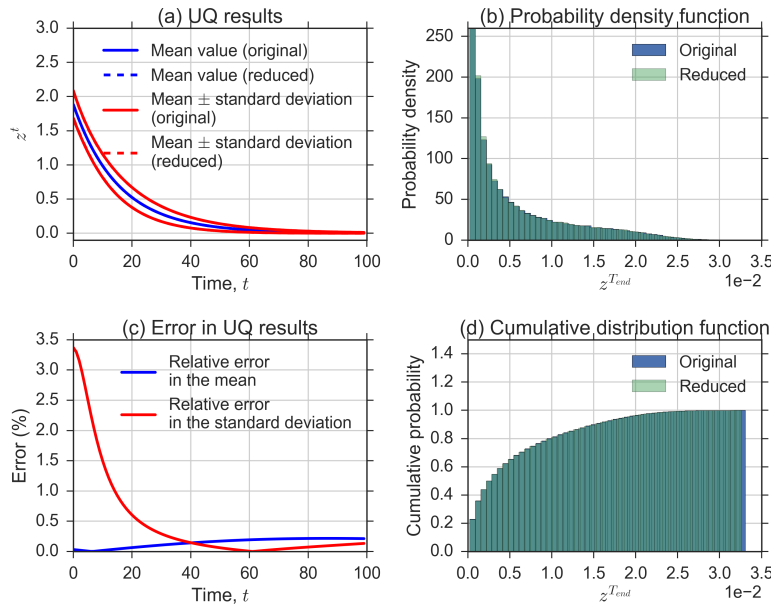 (a) UQ results
3.0
2.5
2.0
1.5
1.0
0.5
0.0
z^t
Mean value (original)
Mean value (reduced)
Mean ± standard deviation
(original)
Mean ± standard deviation
(reduced)
0 20 40 60 80 100
Time, t
(b) Probability density function
250
200
150
100
50
0
Probability density
Original
Reduced
0.0 0.5 1.0 1.5 2.0 2.5 3.0 3.5
1e−2
z^{T_{end}}
(c) Error in UQ results
3.5
3.0
2.5
2.0
1.5
1.0
0.5
0.0
Error (%)
Relative error
in the mean
Relative error
in the standard deviation
0 20 40 60 80 100
Time, t
(d) Cumulative distribution function
1.4
1.2
1.0
0.8
0.6
0.4
0.2
0.0
Cumulative probability
Original
Reduced
0.0 0.5 1.0 1.5 2.0 2.5 3.0 3.5
1e−2
z^{T_{end}}